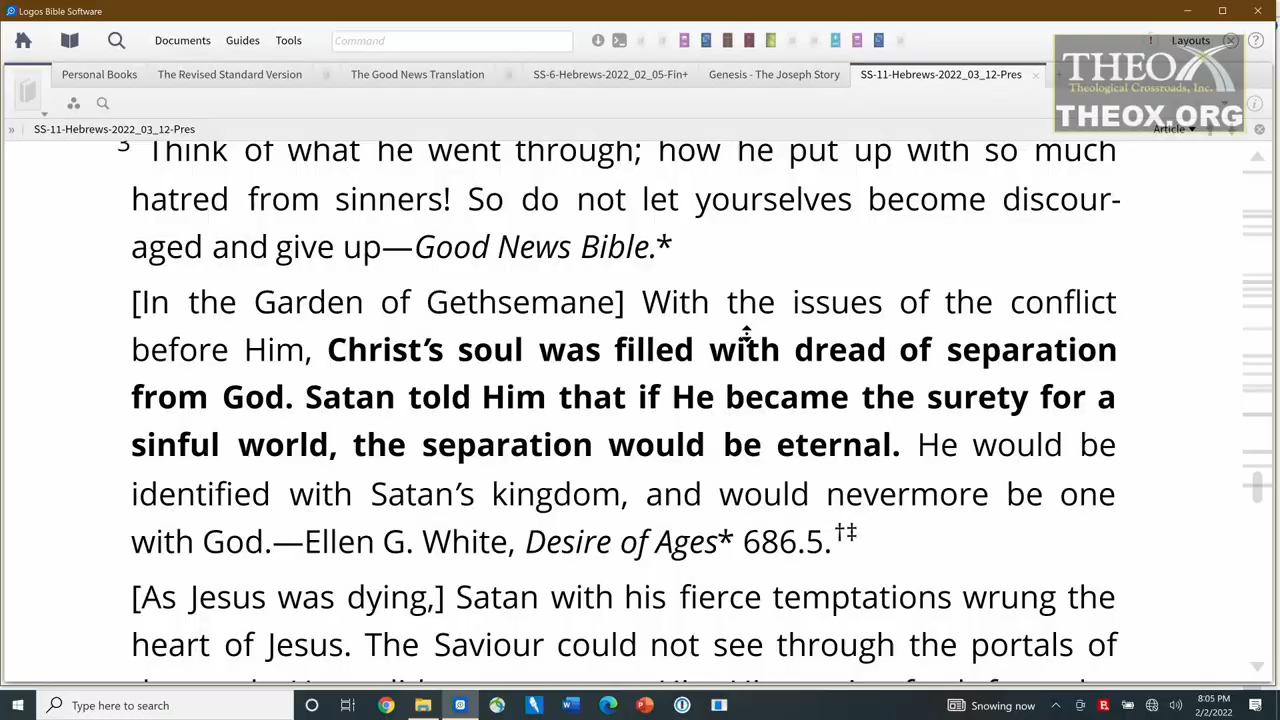 Logos Bible Software
Documents Guides Tools Command Layouts
Personal Books The Revised Standard Version The Good News Translation SS-6-Hebrews-2022_02_05-Fin+ Genesis - The Joseph Story SS-11-Hebrews-2022_03_12-Pres
THEOX
Theological Crossroads, Inc.
THEOX.ORG
SS-11-Hebrews-2022_03_12-Pres Article
3 Think of what he went through; how he put up with so much
hatred from sinners! So do not let yourselves become discour-
aged and give up—Good News Bible.*
[In the Garden of Gethsemane] With the issues of the conflict
before Him, Christ’s soul was filled with dread of separation
from God. Satan told Him that if He became the surety for a
sinful world, the separation would be eternal. He would be
identified with Satan’s kingdom, and would nevermore be one
with God.—Ellen G. White, Desire of Ages* 686.5.†‡
[As Jesus was dying,] Satan with his fierce temptations wrung the
heart of Jesus. The Saviour could not see through the portals of
Type here to search
Snowing now
8:05 PM
2/2/2022